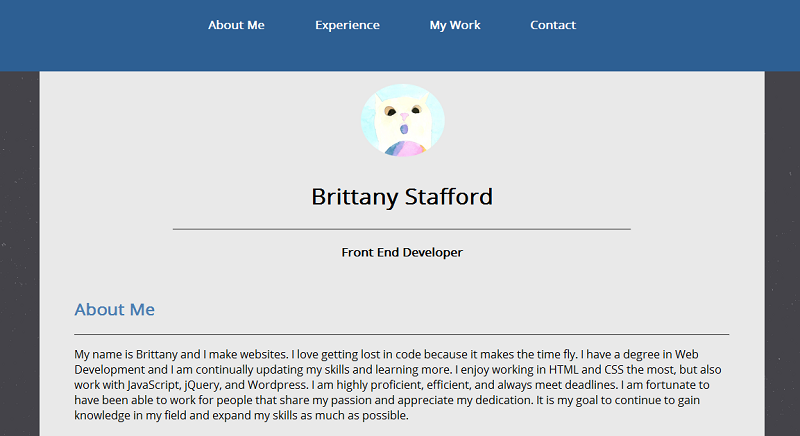 About Me Experience My Work Contact
Brittany Stafford
Front End Developer
About Me
My name is Brittany and I make websites. I love getting lost in code because it makes the time fly. I have a degree in Web
Development and I am continually updating my skills and learning more. I enjoy working in HTML and CSS the most, but also
work with JavaScript, jQuery, and Wordpress. I am highly proficient, efficient, and always meet deadlines. I am fortunate to
have been able to work for people that share my passion and appreciate my dedication. It is my goal to continue to gain
knowledge in my field and expand my skills as much as possible.